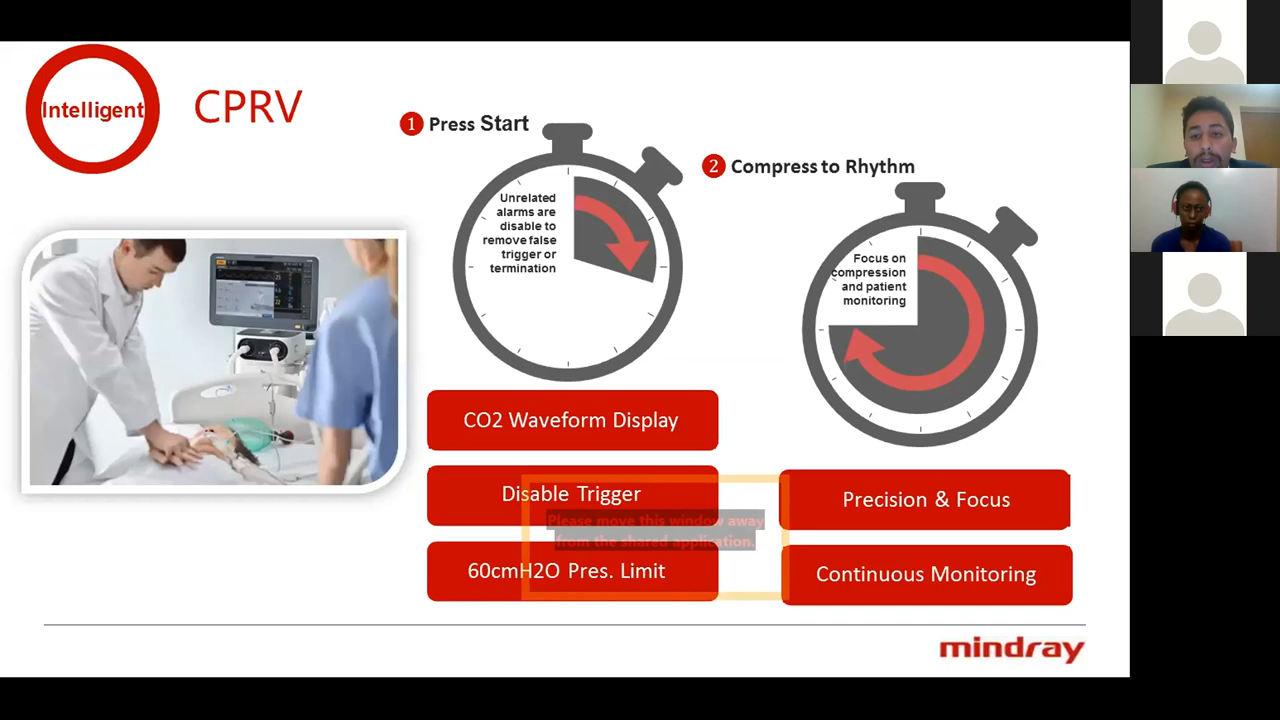 Intelligent
CPRV
1 Press Start
Unrelated
alarms are
disable to
remove false
trigger or
termination
2 Compress to Rhythm
Focus on
compression
and patient
monitoring
CO2 Waveform Display
Disable Trigger
60cmH2O Pres. Limit
Please move this window away
from the shared application.
Precision & Focus
Continuous Monitoring
mindray